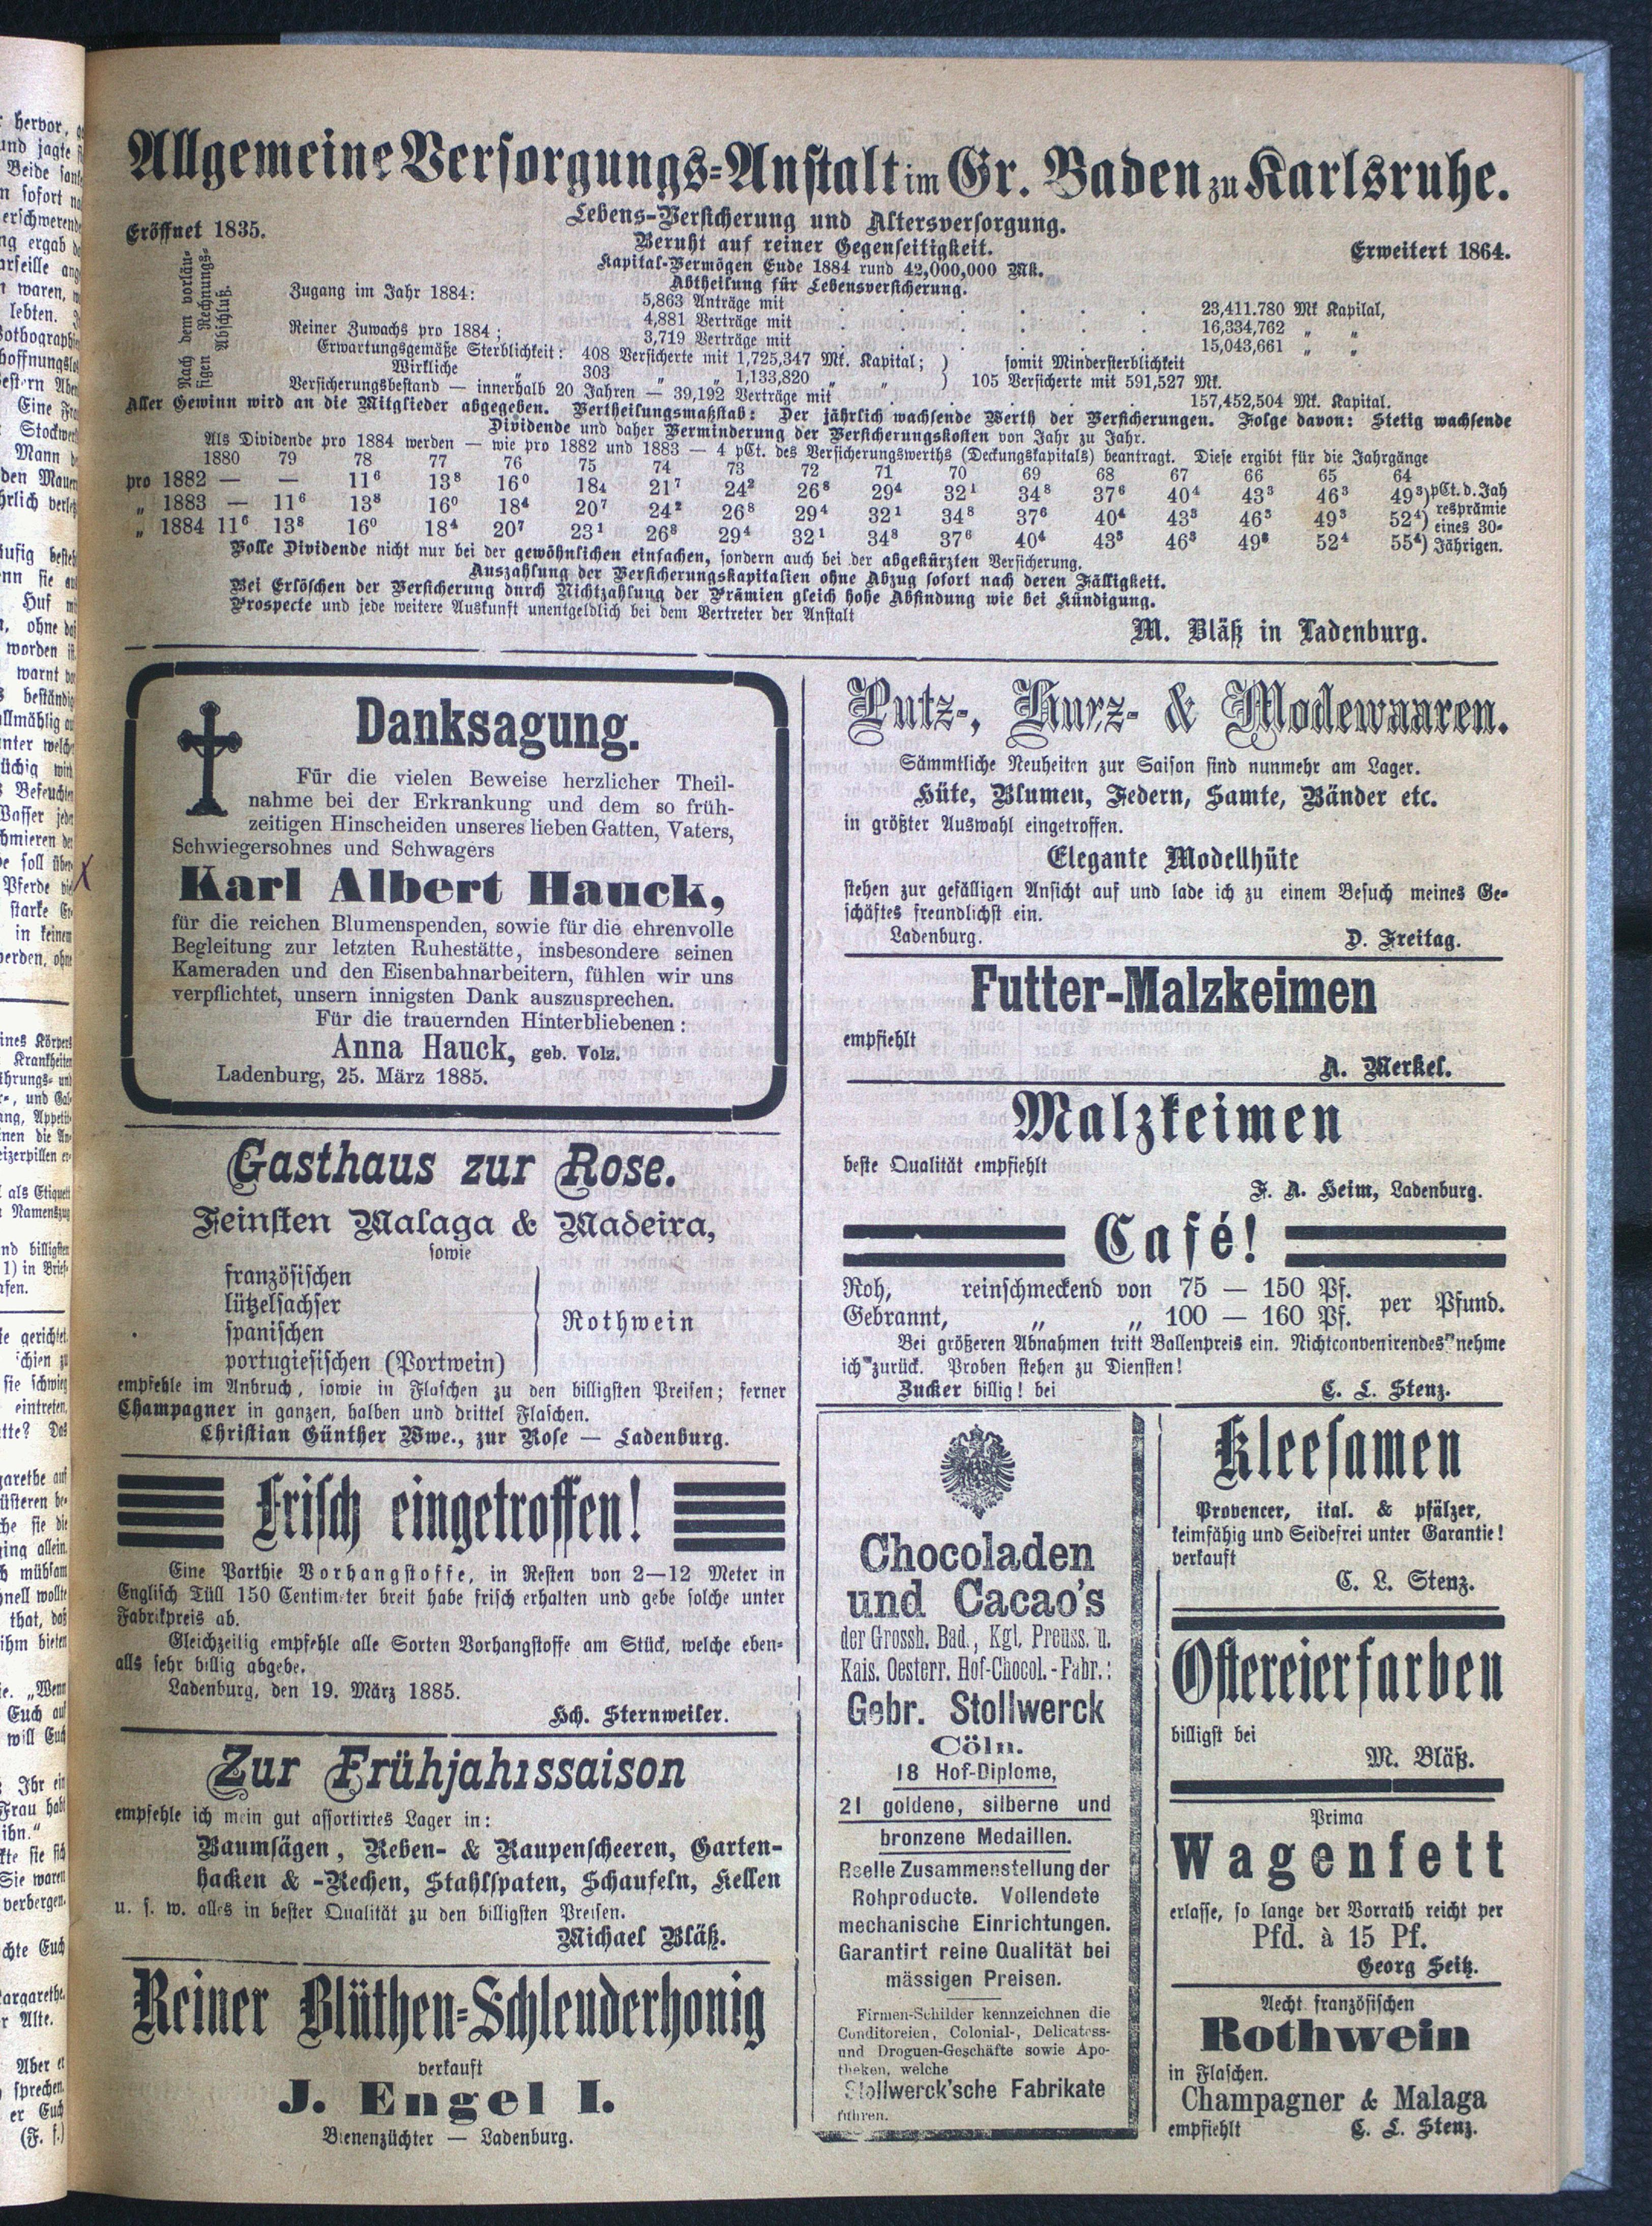 Allgemeine Versorgungs-Anstalt im Gr. Baden zu Karlsruhe.
Lebens-Versicherung und Altersversorgung.
Eröffnet 1835.
Beruht auf reiner Gegenseitigkeit.
Erweitert 1864.
Kapital-Vermögen Ende 1884 rund 42,000,000 Mk.
Abtheilung für Lebensversicherung.
Nach dem vorläu-
figen Rechnungs-
Abschluß.
Zugang im Jahr 1884: 5,863 Anträge mit . . . . 23,411.780 Mk Kapital,
4,881 Verträge mit . . . . 16,334,762 „ „
Reiner Zuwachs pro 1884; 3,719 Verträge mit . . . . 15,043,661 „ „
Erwartungsgemäße Sterblichkeit: 408 Versicherte mit 1,725,347 Mk. Kapital; ) somit Mindersterblichkeit
Wirkliche „ 303 „ „ 1,133,820 „ „ ) 105 Versicherte mit 591,527 Mk.
Versicherungsbestand — innerhalb 20 Jahren — 39,192 Verträge mit . . . . 157,452,504 Mk. Kapital.
Aller Gewinn wird an die Mitglieder abgegeben. Vertheilungsmaßstab: Der jährlich wachsende Werth der Versicherungen. Folge davon: Stetig wachsende
Dividende und daher Verminderung der Versicherungskosten von Jahr zu Jahr.
Als Dividende pro 1884 werden — wie pro 1882 und 1883 — 4 pCt. des Versicherungswerths (Deckungskapitals) beantragt. Diese ergibt für die Jahrgänge
1880 79 78 77 76 75 74 73 72 71 70 69 68 67 66 65 64
pro 1882 — — 11⁶ 13⁸ 16⁰ 18⁴ 21⁷ 24² 26⁸ 29⁴ 32¹ 34⁸ 37⁶ 40⁴ 43³ 46³ 49³) pCt. d. Jah
„ 1883 — 11⁶ 13⁸ 16⁰ 18⁴ 20⁷ 24² 26⁸ 29⁴ 32¹ 34⁸ 37⁶ 40⁴ 43³ 46³ 49³ 52⁴) resprämie
„ 1884 11⁶ 13⁸ 16⁰ 18⁴ 20⁷ 23¹ 26⁸ 29⁴ 32¹ 34⁸ 37⁶ 40⁴ 43³ 46³ 49³ 52⁴ 55⁴) eines 30-
Jährigen.
Volle Dividende nicht nur bei der gewöhnlichen einfachen, sondern auch bei der abgekürzten Versicherung.
Auszahlung der Versicherungskapitalien ohne Abzug sofort nach deren Fälligkeit.
Bei Erlöschen der Versicherung durch Nichtzahlung der Prämien gleich hohe Abfindung wie bei Kündigung.
Prospecte und jede weitere Auskunft unentgeldlich bei dem Vertreter der Anstalt
M. Bläß in Ladenburg.
Danksagung.
Für die vielen Beweise herzlicher Theil-
nahme bei der Erkrankung und dem so früh-
zeitigen Hinscheiden unseres lieben Gatten, Vaters,
Schwiegersohnes und Schwagers
Karl Albert Hauck,
für die reichen Blumenspenden, sowie für die ehrenvolle
Begleitung zur letzten Ruhestätte, insbesondere seinen
Kameraden und den Eisenbahnarbeitern, fühlen wir uns
verpflichtet, unsern innigsten Dank auszusprechen.
Für die trauernden Hinterbliebenen:
Anna Hauck, geb. Volz.
Ladenburg, 25. März 1885.
Gasthaus zur Rose.
Feinsten Malaga & Madeira,
sowie
französischen
lützelsachser
spanischen
portugiesischen (Portwein)
Rothwein
empfehle im Anbruch, sowie in Flaschen zu den billigsten Preisen; ferner
Champagner in ganzen, halben und drittel Flaschen.
Christian Günther Wwe., zur Rose — Ladenburg.
Frisch eingetroffen!
Eine Parthie Vorhangstoffe, in Resten von 2—12 Meter in
Englisch Tüll 150 Centimeter breit habe frisch erhalten und gebe solche unter
Fabrikpreis ab.
Gleichzeitig empfehle alle Sorten Vorhangstoffe am Stück, welche eben-
alls sehr billig abgebe.
Ladenburg, den 19. März 1885.
Hch. Sternweiler.
Zur Frühjahrssaison
empfehle ich mein gut assortirtes Lager in:
Baumsägen, Reben- & Raupenscheeren, Garten-
hacken & -Rechen, Stahlspaten, Schaufeln, Kellen
u. s. w. alles in bester Qualität zu den billigsten Preisen.
Michael Bläß.
Reiner Blüthen-Schleuderhonig
verkauft
J. Engel I.
Bienenzüchter — Ladenburg.
Putz-, Kurz- & Modewaaren.
Sämmtliche Neuheiten zur Saison sind nunmehr am Lager.
Hüte, Blumen, Federn, Samte, Bänder etc.
in größter Auswahl eingetroffen.
Elegante Modellhüte
stehen zur gefälligen Ansicht auf und lade ich zu einem Besuch meines Ge-
schäftes freundlichst ein.
Ladenburg. D. Freitag.
Futter-Malzkeimen
empfiehlt
A. Merkel.
Malzkeimen
beste Qualität empfiehlt
F. A. Heim, Ladenburg.
Café!
Roh, reinschmeckend von 75 — 150 Pf. per Pfund.
Gebrannt, „ „ 100 — 160 Pf.
Bei größeren Abnahmen tritt Ballenpreis ein. Nichtconvenirendes nehme
ich zurück. Proben stehen zu Diensten!
Zucker billig! bei C. L. Stenz.
Chocoladen
und Cacao's
der Grossh. Bad., Kgl. Preuss. u.
Kais. Oesterr. Hof-Chocol.-Fabr.:
Gebr. Stollwerck
Cöln.
18 Hof-Diplome,
21 goldene, silberne und
bronzene Medaillen.
Reelle Zusammenstellung der
Rohproducte. Vollendete
mechanische Einrichtungen.
Garantirt reine Qualität bei
mässigen Preisen.
Firmen-Schilder kennzeichnen die
Conditoreien, Colonial-, Delicatess-
und Droguen-Geschäfte sowie Apo-
theken, welche
Stollwerck'sche Fabrikate
führen.
Kleesamen
Provencer, ital. & pfälzer,
keimfähig und Seidefrei unter Garantie!
verkauft
C. L. Stenz.
Ostereierfarben
billigst bei
M. Bläß.
Prima
Wagenfett
erlasse, so lange der Vorrath reicht per
Pfd. à 15 Pf.
Georg Seitz.
Aecht französischen
Rothwein
in Flaschen.
Champagner & Malaga
empfiehlt C. L. Stenz.